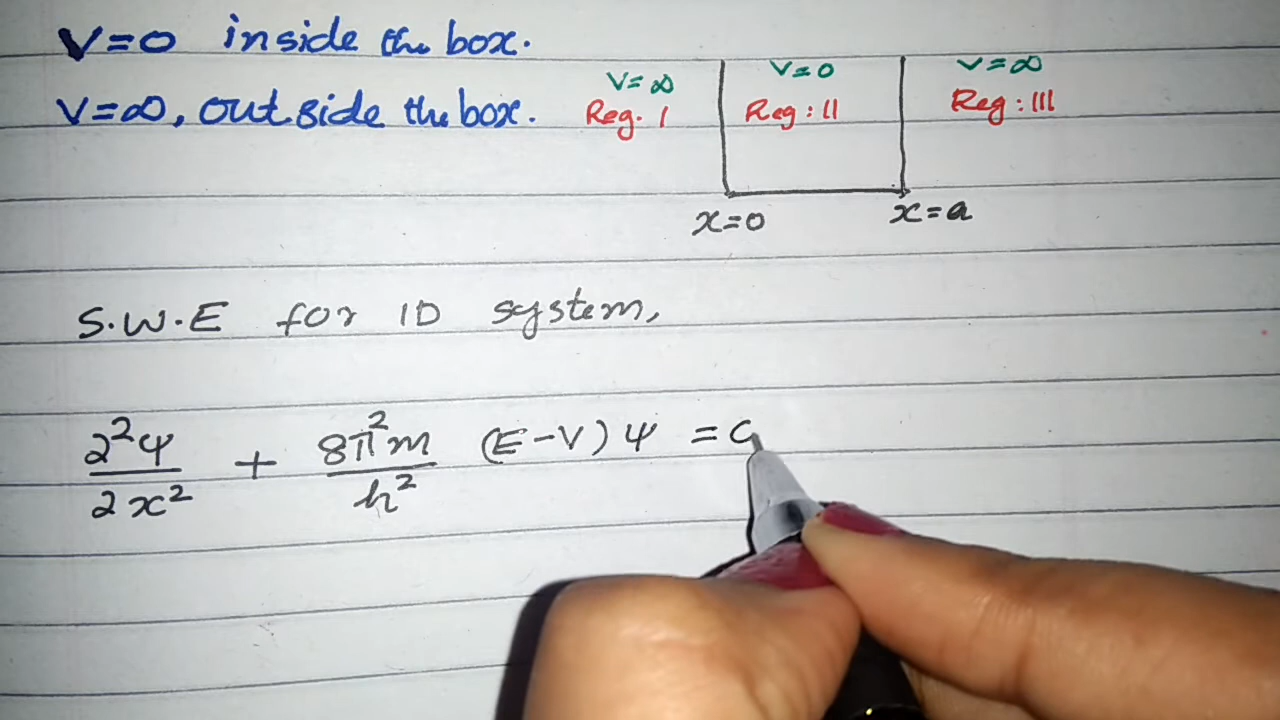 V=0 inside the box.
V=∞, outside the box.
V=∞
Reg. I
V=0
Reg: II
V=∞
Reg: III
x=0
x=a
S.W.E for 1D system,
∂²ψ/∂x² + 8π²m/h² (E-V) ψ =